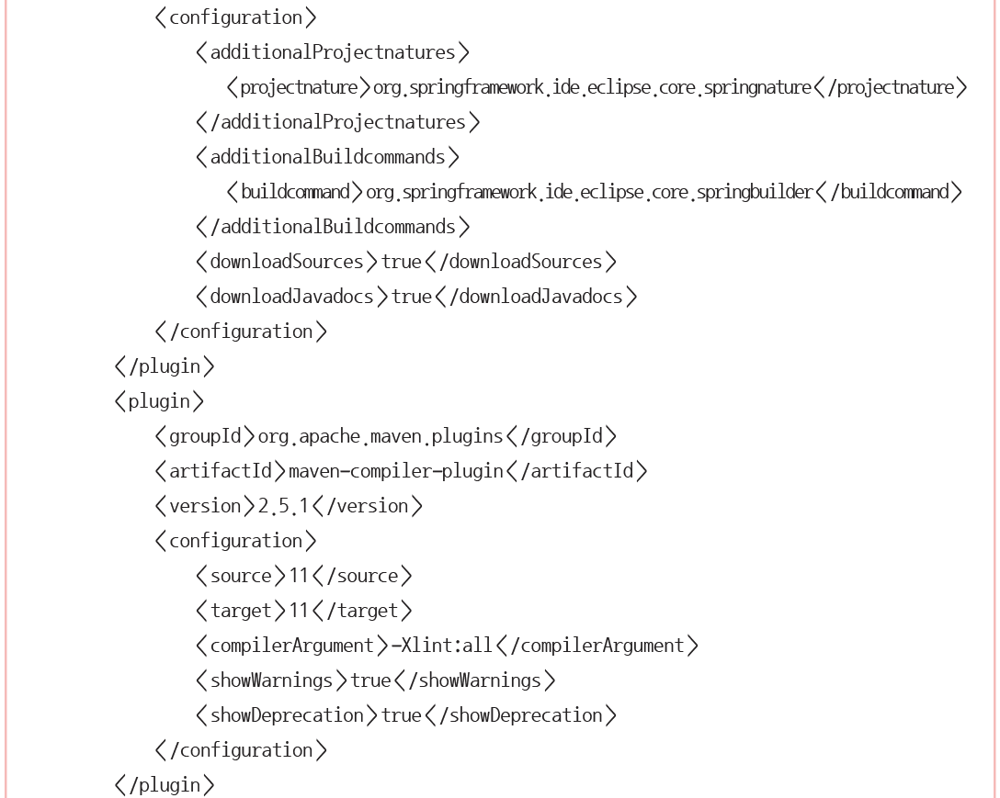 <configuration>
<additionalProjectnatures>
<projectnature>org.springframework.ide.eclipse.core.springnature</projectnature>
</additionalProjectnatures>
<additionalBuildcommands>
<buildcommand>org.springframework.ide.eclipse.core.springbuilder</buildcommand>
</additionalBuildcommands>
<downloadSources>true</downloadSources>
<downloadJavadocs>true</downloadJavadocs>
</configuration>
</plugin>
<plugin>
<groupId>org.apache.maven.plugins</groupId>
<artifactId>maven-compiler-plugin</artifactId>
<version>2.5.1</version>
<configuration>
<source>11</source>
<target>11</target>
<compilerArgument>-Xlint:all</compilerArgument>
<showWarnings>true</showWarnings>
<showDeprecation>true</showDeprecation>
</configuration>
</plugin>